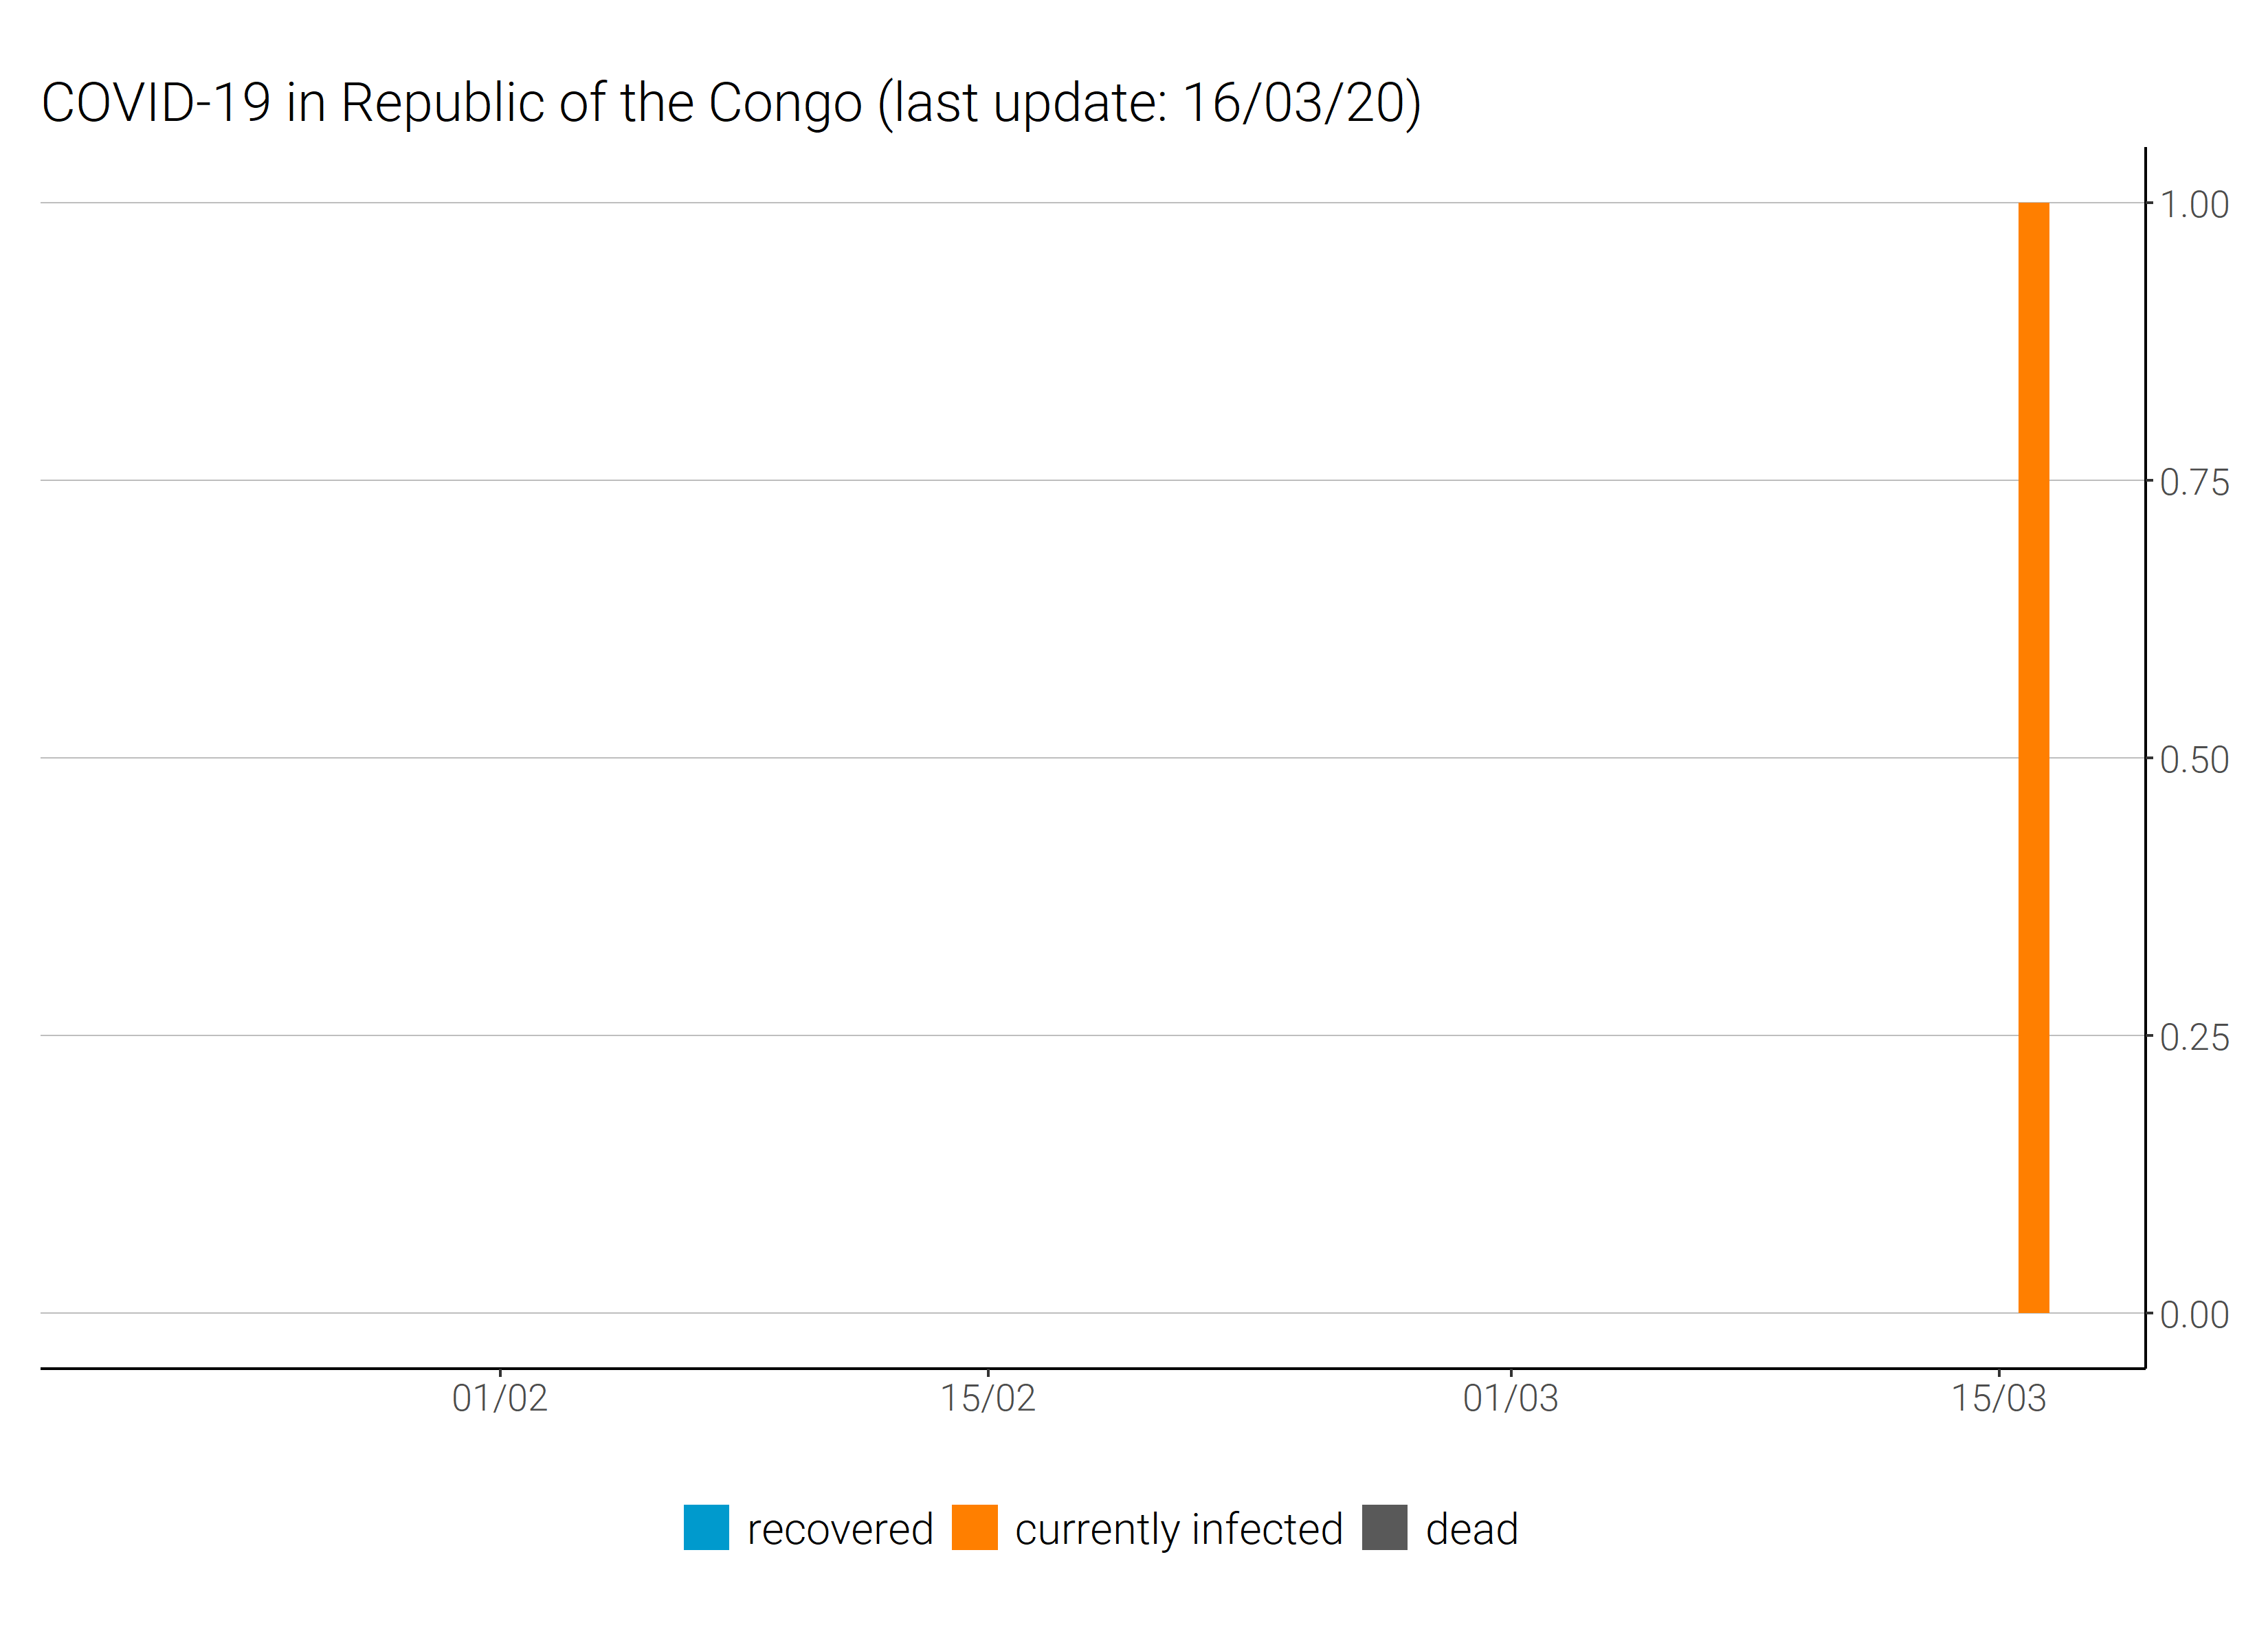 COVID-19 in Republic of the Congo (last update: 16/03/20)
1.00
0.75
0.50
0.25
0.00
01/02 15/02 01/03 15/03
recovered currently infected dead